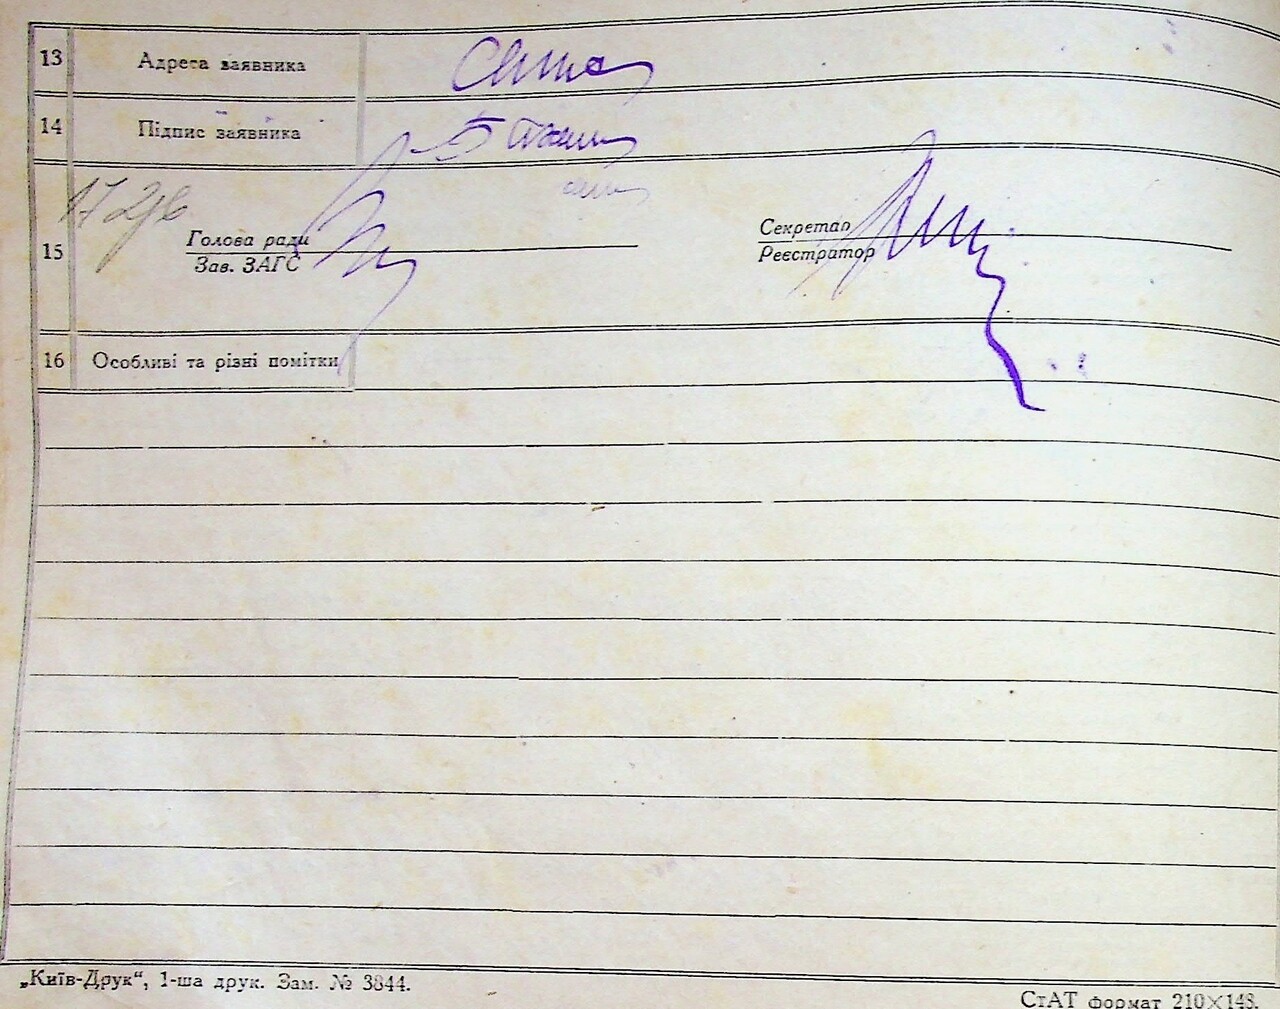 13 Адреса заявника
14 Підпис заявника
15 Голова ради Секретар
Зав. ЗАГС Реєстратор
16 Особливі та різні помітки
„Київ-Друк“, 1-ша друк. Зам. № 3844.
СтАТ формат 210×148.